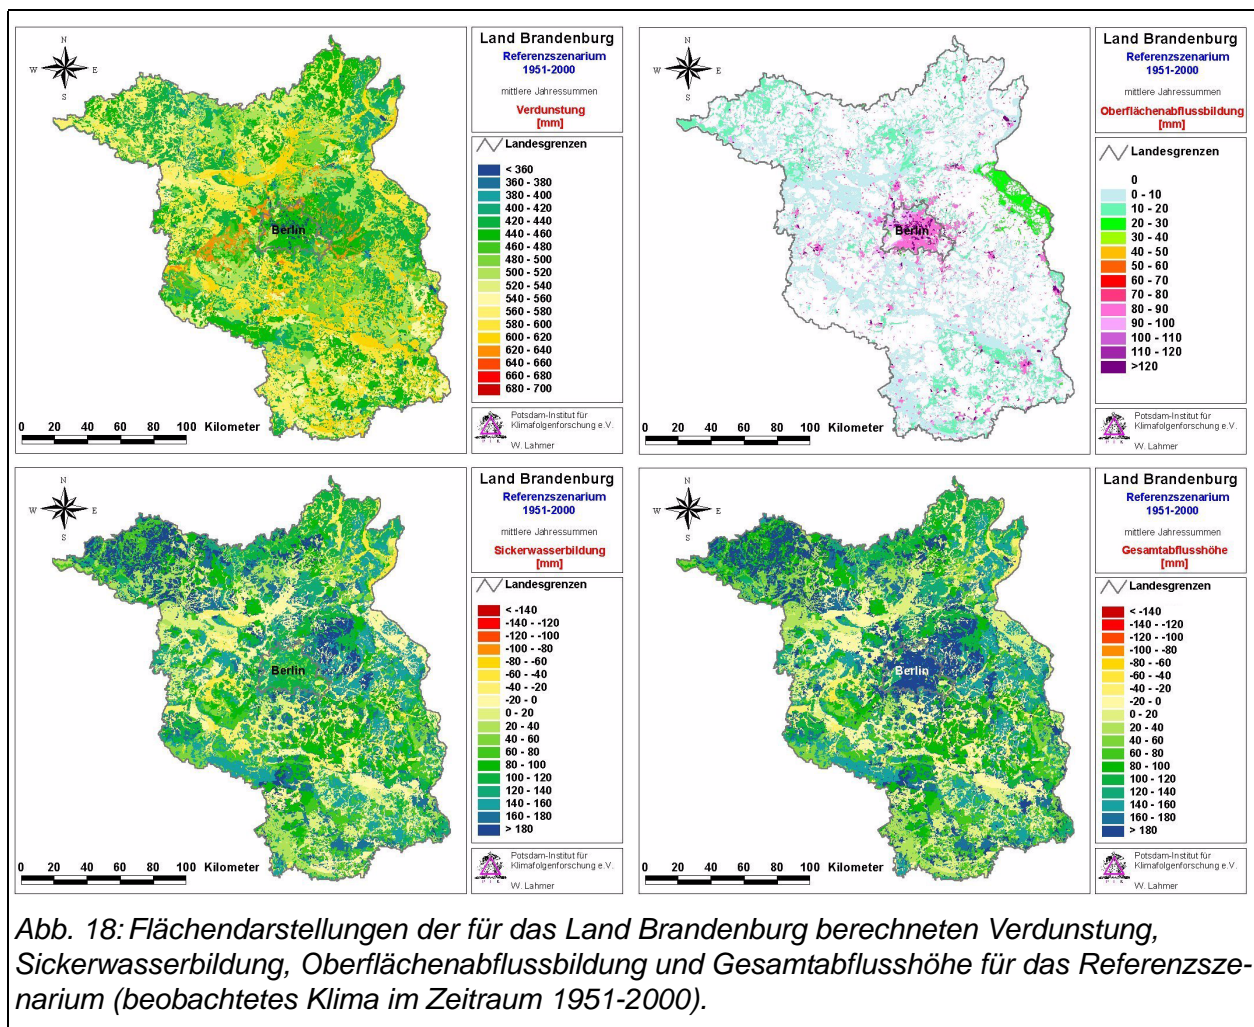 N
W E
S
Land Brandenburg
Referenzszenarium
1951-2000
mittlere Jahressummen
Verdunstung
[mm]
Landesgrenzen
< 360
360 - 380
380 - 400
400 - 420
420 - 440
440 - 460
460 - 480
480 - 500
500 - 520
520 - 540
540 - 560
560 - 580
580 - 600
600 - 620
620 - 640
640 - 660
660 - 680
680 - 700
Berlin
0 20 40 60 80 100 Kilometer
Potsdam-Institut für
Klimafolgenforschung e.V.
W. Lahmer
N
W E
S
Land Brandenburg
Referenzszenarium
1951-2000
mittlere Jahressummen
Oberflächenabflussbildung
[mm]
Landesgrenzen
0
0 - 10
10 - 20
20 - 30
30 - 40
40 - 50
50 - 60
60 - 70
70 - 80
80 - 90
90 - 100
100 - 110
110 - 120
>120
Berlin
0 20 40 60 80 100 Kilometer
Potsdam-Institut für
Klimafolgenforschung e.V.
W. Lahmer
N
W E
S
Land Brandenburg
Referenzszenarium
1951-2000
mittlere Jahressummen
Sickerwasserbildung
[mm]
Landesgrenzen
< -140
-140 - -120
-120 - -100
-100 - -80
-80 - -60
-60 - -40
-40 - -20
-20 - 0
0 - 20
20 - 40
40 - 60
60 - 80
80 - 100
100 - 120
120 - 140
140 - 160
160 - 180
> 180
Berlin
0 20 40 60 80 100 Kilometer
Potsdam-Institut für
Klimafolgenforschung e.V.
P I K
W. Lahmer
N
W E
S
Land Brandenburg
Referenzszenarium
1951-2000
mittlere Jahressummen
Gesamtabflusshöhe
[mm]
Landesgrenzen
< -140
-140 - -120
-120 - -100
-100 - -80
-80 - -60
-60 - -40
-40 - -20
-20 - 0
0 - 20
20 - 40
40 - 60
60 - 80
80 - 100
100 - 120
120 - 140
140 - 160
160 - 180
> 180
Berlin
0 20 40 60 80 100 Kilometer
Potsdam-Institut für
Klimafolgenforschung e.V.
P I K
W. Lahmer
Abb. 18: Flächendarstellungen der für das Land Brandenburg berechneten Verdunstung,
Sickerwasserbildung, Oberflächenabflussbildung und Gesamtabflusshöhe für das Referenzsze-
narium (beobachtetes Klima im Zeitraum 1951-2000).